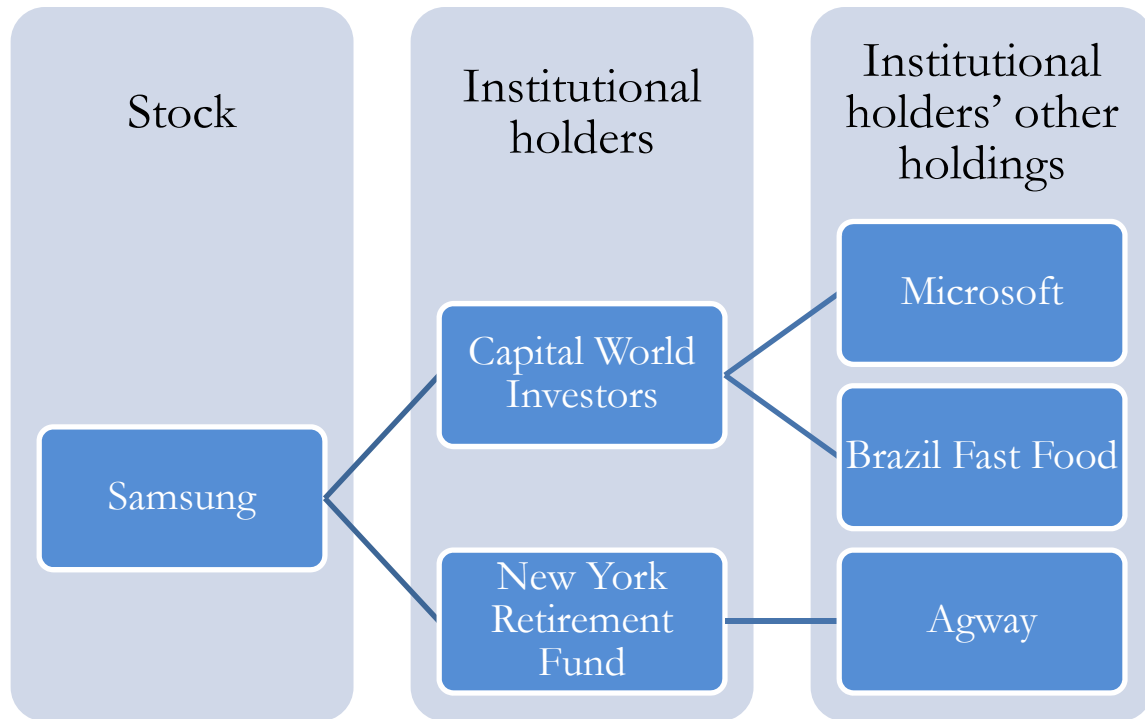 Stock
Samsung
Institutional
holders
Capital World
Investors
New York
Retirement
Fund
Institutional
holders’ other
holdings
Microsoft
Brazil Fast Food
Agway